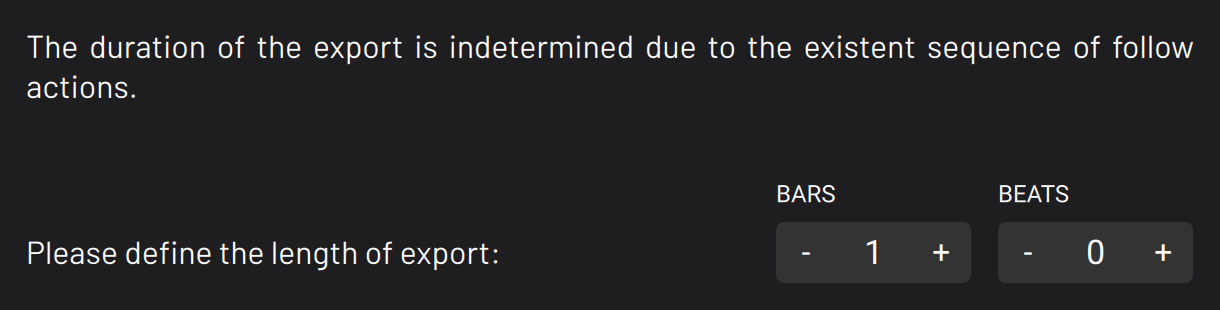 The duration of the export is indetermined due to the existent sequence of follow
actions.
BARS BEATS
Please define the length of export: - 1 + - 0 +